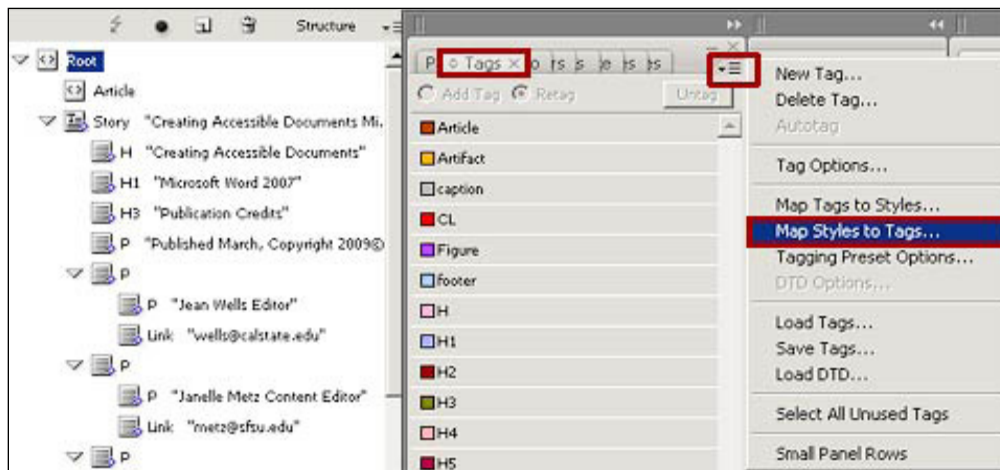 Structure
Root
Article
Story "Creating Accessible Documents Mi.
H "Creating Accessible Documents"
H1 "Microsoft Word 2007"
H3 "Publication Credits"
P "Published March, Copyright 2009©
P
P "Jean Wells Editor"
Link "wells@calstate.edu"
P
P "Janelle Metz Content Editor"
Link "metz@sfsu.edu"
P
P Tags
Add Tag Retag Untag
Article
Artifact
caption
CL
Figure
footer
H
H1
H2
H3
H4
H5
New Tag...
Delete Tag...
Autotag
Tag Options...
Map Tags to Styles...
Map Styles to Tags...
Tagging Preset Options...
DTD Options...
Load Tags...
Save Tags...
Load DTD...
Select All Unused Tags
Small Panel Rows